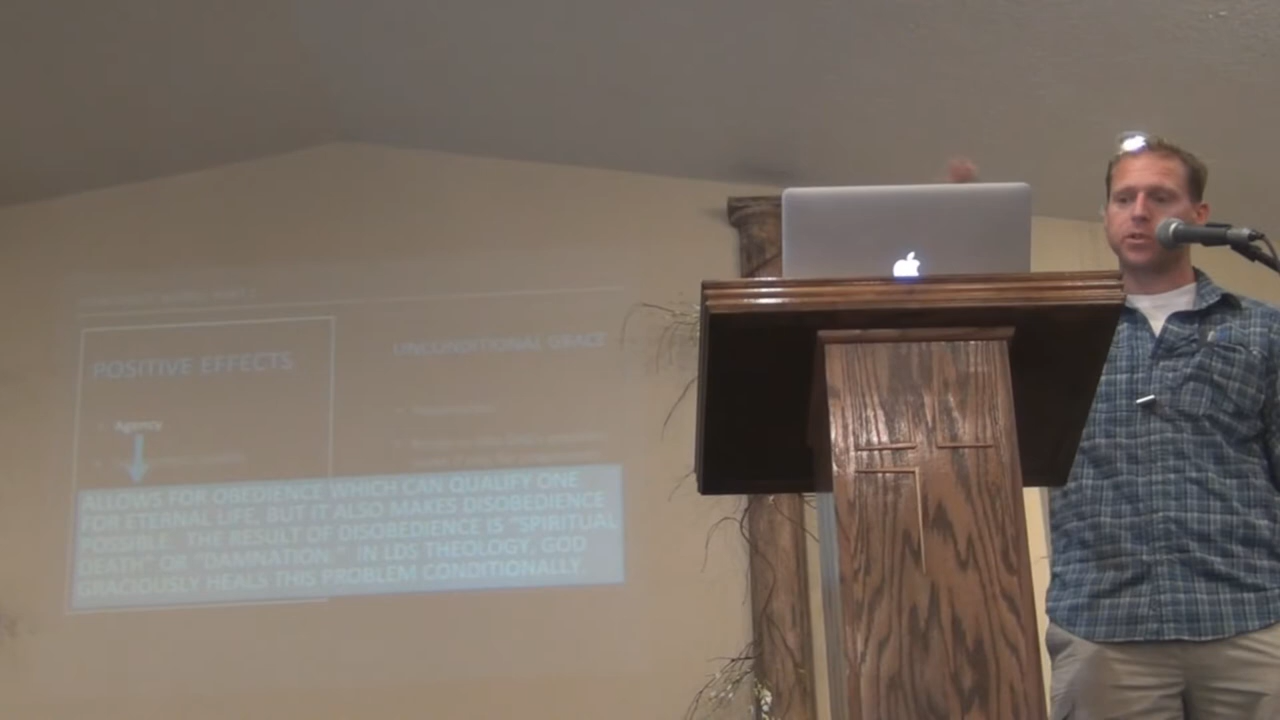 POSITIVE EFFECTS
UNCONDITIONAL GRACE
Agency
ALLOWS FOR OBEDIENCE WHICH CAN QUALIFY ONE
FOR ETERNAL LIFE, BUT IT ALSO MAKES DISOBEDIENCE
POSSIBLE. THE RESULT OF DISOBEDIENCE IS "SPIRITUAL
DEATH" OR "DAMNATION." IN LDS THEOLOGY, GOD
GRACIOUSLY HEALS THIS PROBLEM CONDITIONALLY.